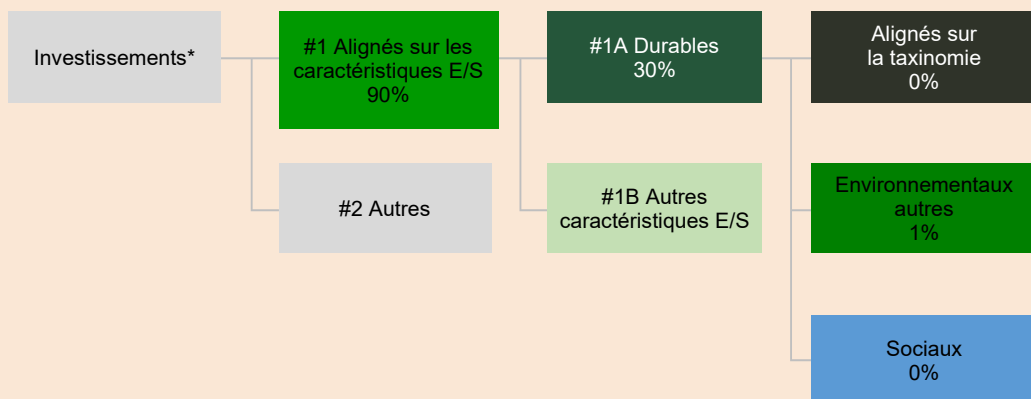 Investissements*
#1 Alignés sur les
caractéristiques E/S
90%
#2 Autres
#1A Durables
30%
#1B Autres
caractéristiques E/S
Alignés sur
la taxinomie
0%
Environnementaux
autres
1%
Sociaux
0%